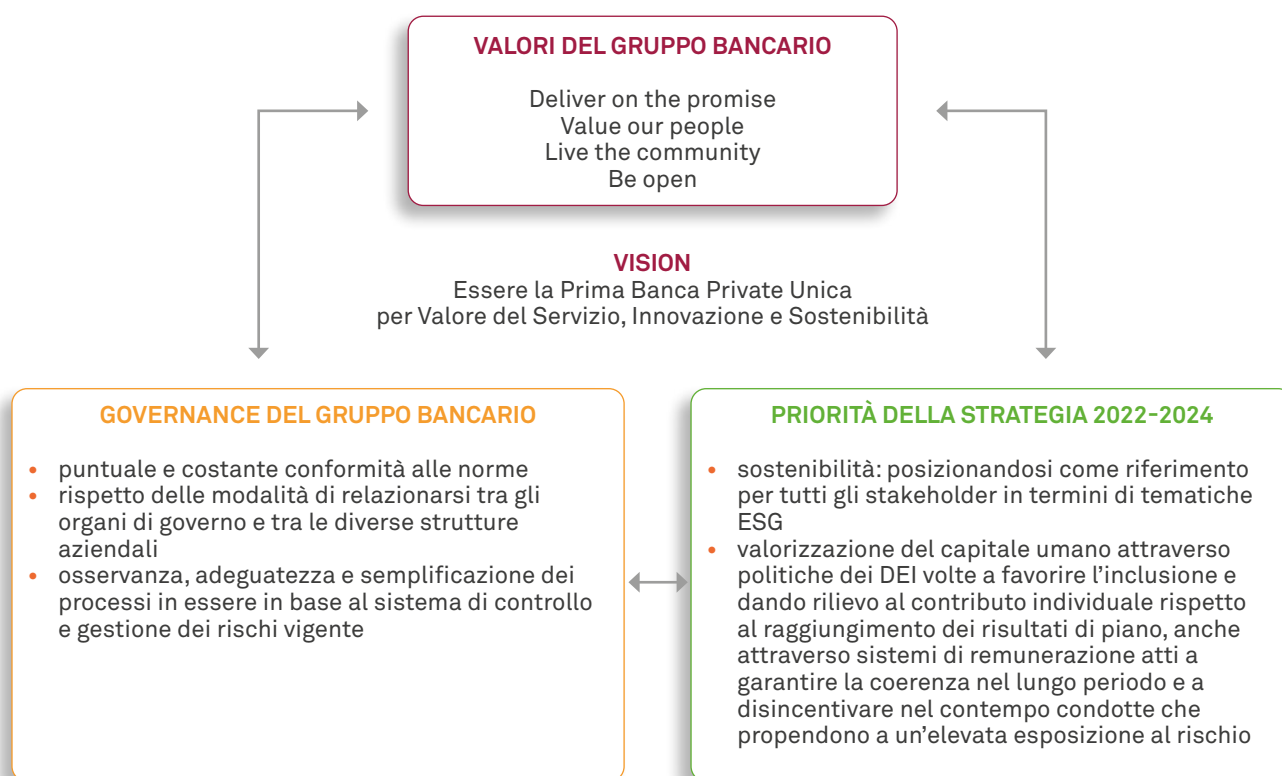 VALORI DEL GRUPPO BANCARIO
Deliver on the promise
Value our people
Live the community
Be open
VISION
Essere la Prima Banca Private Unica
per Valore del Servizio, Innovazione e Sostenibilità
GOVERNANCE DEL GRUPPO BANCARIO
• puntuale e costante conformità alle norme
• rispetto delle modalità di relazionarsi tra gli
organi di governo e tra le diverse strutture
aziendali
• osservanza, adeguatezza e semplificazione dei
processi in essere in base al sistema di controllo
e gestione dei rischi vigente
PRIORITÀ DELLA STRATEGIA 2022-2024
• sostenibilità: posizionandosi come riferimento
per tutti gli stakeholder in termini di tematiche
ESG
• valorizzazione del capitale umano attraverso
politiche dei DEI volte a favorire l’inclusione e
dando rilievo al contributo individuale rispetto
al raggiungimento dei risultati di piano, anche
attraverso sistemi di remunerazione atti a
garantire la coerenza nel lungo periodo e a
disincentivare nel contempo condotte che
propendono a un’elevata esposizione al rischio